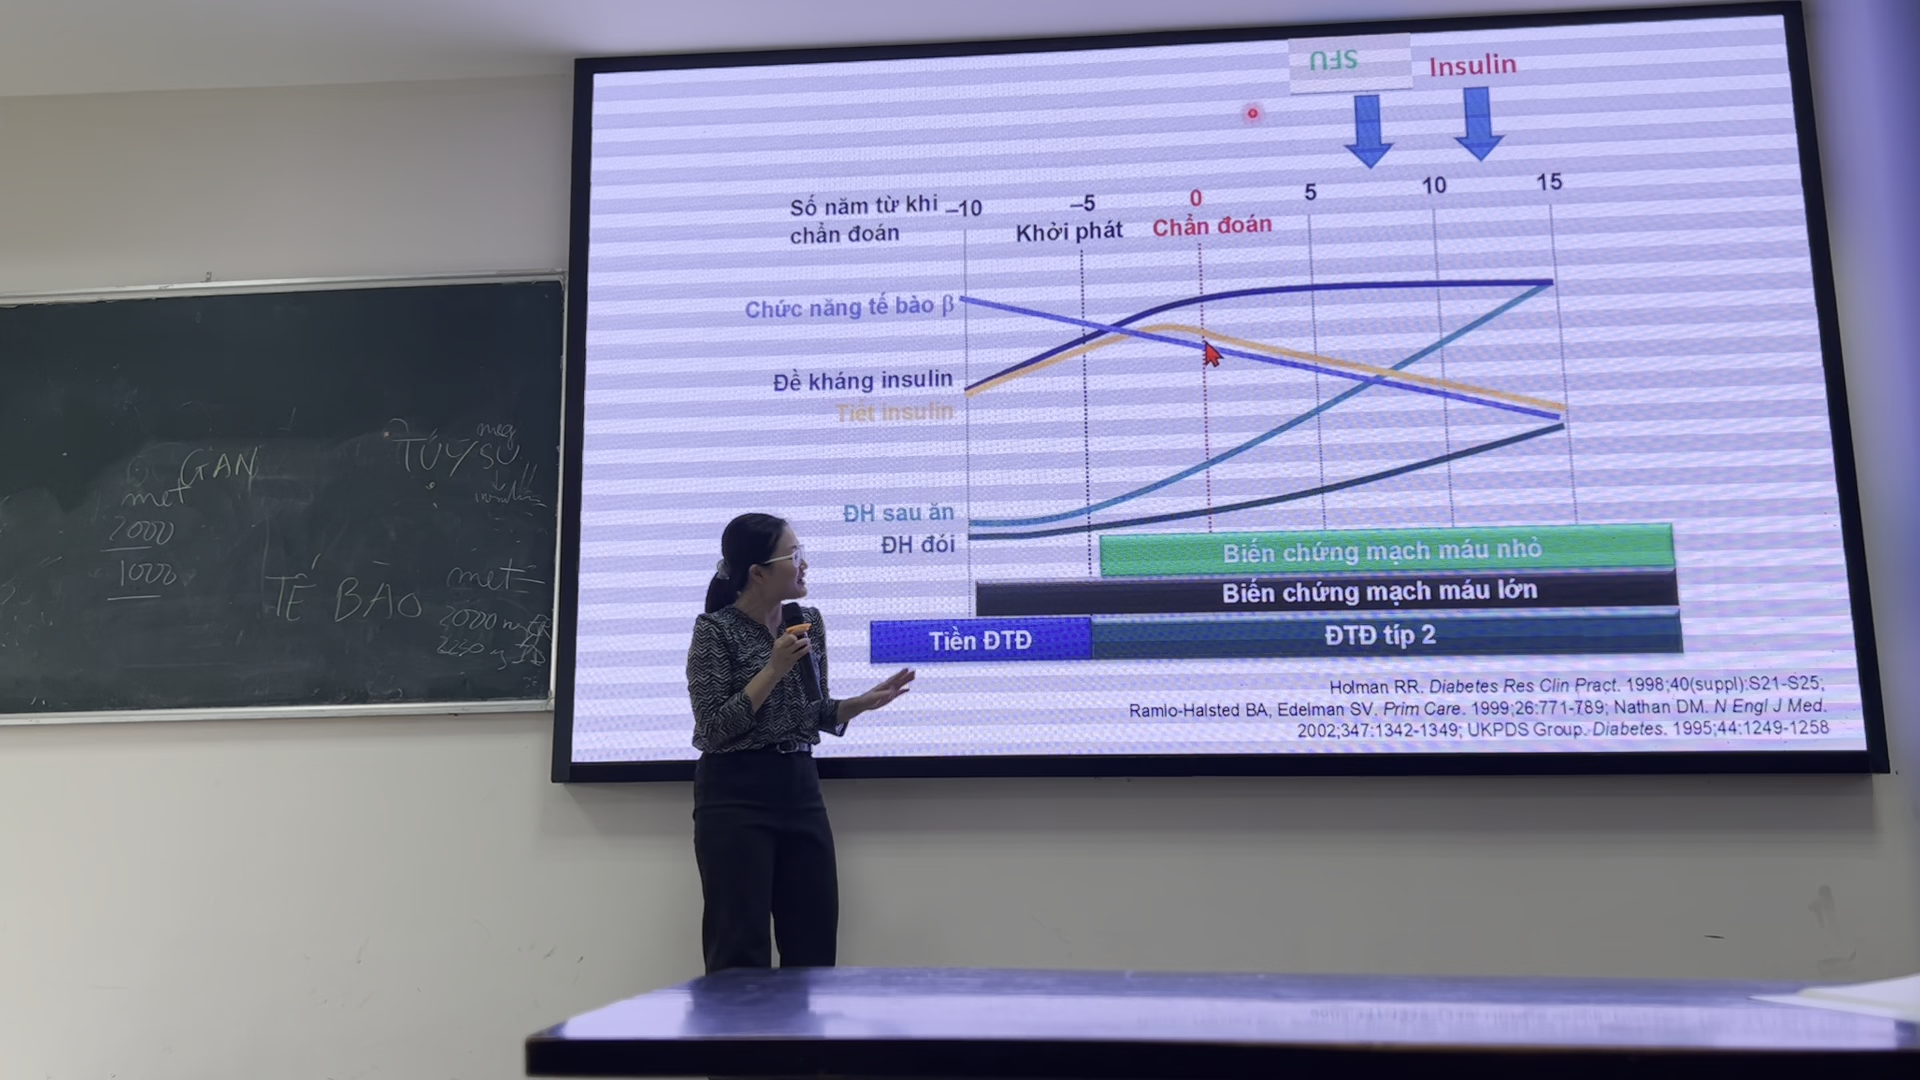 SFU
Insulin
Số năm từ khi
chẩn đoán
–10
–5
0
5
10
15
Khởi phát
Chẩn đoán
Chức năng tế bào β
Đề kháng insulin
Tiết insulin
ĐH sau ăn
ĐH đói
Biến chứng mạch máu nhỏ
Biến chứng mạch máu lớn
Tiền ĐTĐ
ĐTĐ típ 2
Holman RR. Diabetes Res Clin Pract. 1998;40(suppl):S21-S25;
Ramlo-Halsted BA, Edelman SV. Prim Care. 1999;26:771-789; Nathan DM. N Engl J Med.
2002;347:1342-1349; UKPDS Group. Diabetes. 1995;44:1249-1258
GAN
met
2000
1000
TẾ BÀO
met